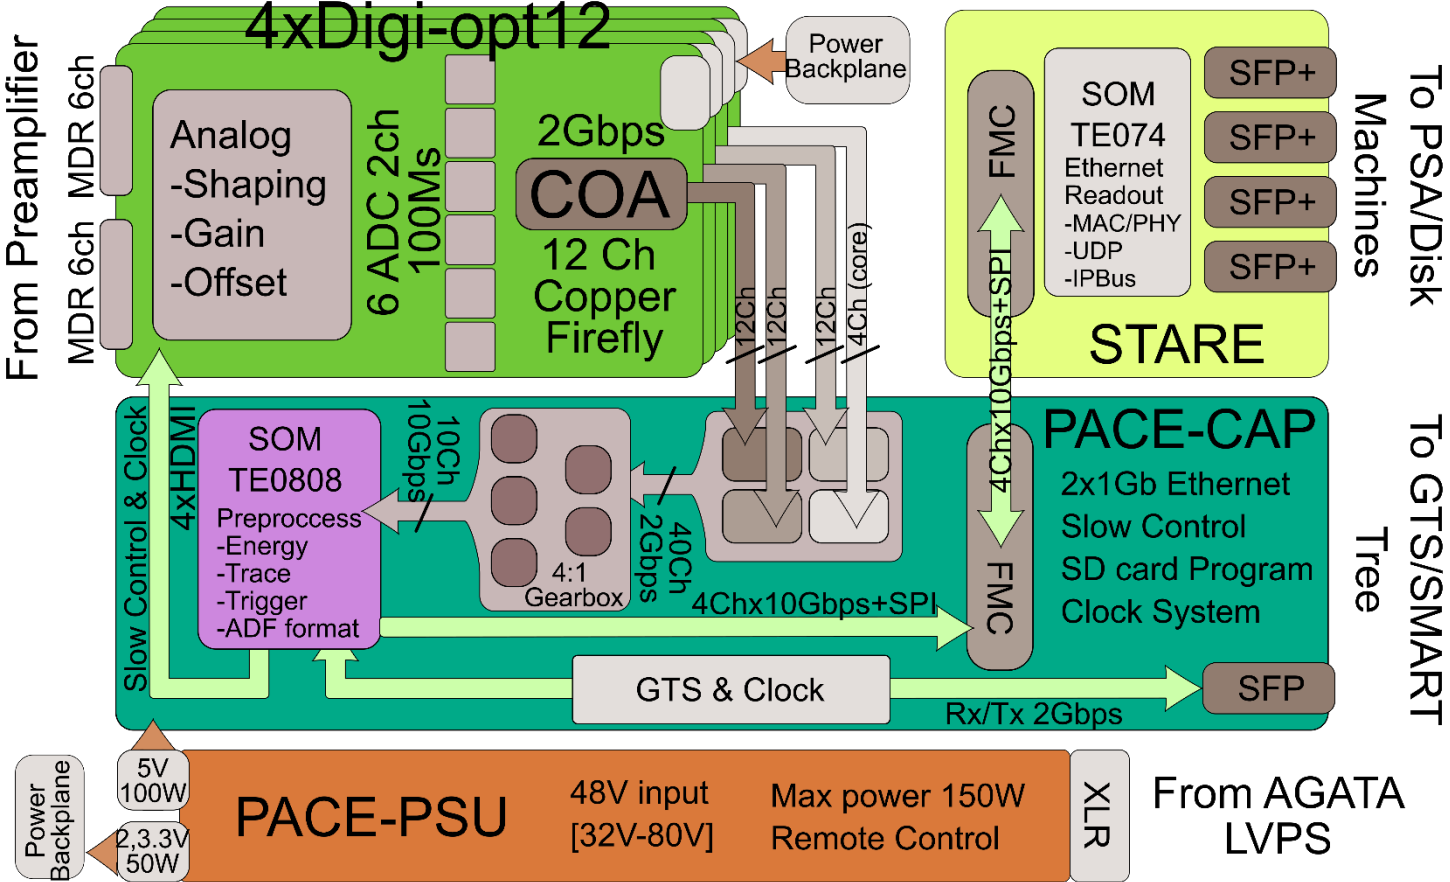 4xDigi-opt12
From Preamplifier
MDR 6ch
MDR 6ch
Analog
-Shaping
-Gain
-Offset
6 ADC 2ch
100Ms
2Gbps
COA
12 Ch
Copper
Firefly
Power
Backplane
12Ch
12Ch
12Ch
4Ch (core)
FMC
SOM
TE074
Ethernet
Readout
-MAC/PHY
-UDP
-IPBus
SFP+
SFP+
SFP+
SFP+
STARE
To PSA/Disk
Machines
4Chx10Gbps+SPI
Slow Control & Clock
4xHDMI
SOM
TE0808
Preproccess
-Energy
-Trace
-Trigger
-ADF format
10Ch
10Gbps
4:1
Gearbox
40Ch
2Gbps
4Chx10Gbps+SPI
FMC
PACE-CAP
2x1Gb Ethernet
Slow Control
SD card Program
Clock System
GTS & Clock
Rx/Tx 2Gbps
SFP
To GTS/SMART
Tree
Power
Backplane
5V
100W
2,3.3V
50W
PACE-PSU
48V input
[32V-80V]
Max power 150W
Remote Control
XLR
From AGATA
LVPS